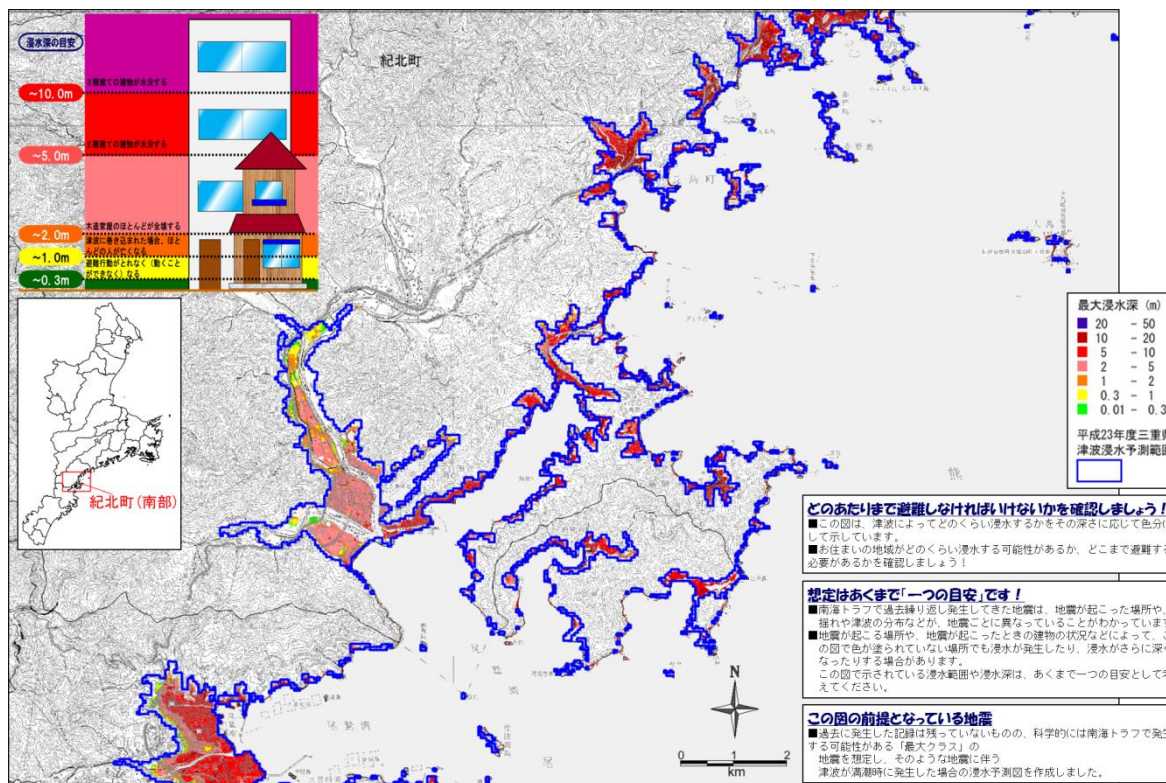 浸水深の目安
3階建ての建物が水没する
~10.0m
2階建ての建物が水没する
~5.0m
木造家屋のほとんどが全壊する
~2.0m
津波に巻き込まれた場合、ほと
んどの人が亡くなる
~1.0m
避難行動がとれなく(動くこと
ができなく)なる
~0.3m
紀北町
紀北町(南部)
最大浸水深 (m)
20 - 50
10 - 20
5 - 10
2 - 5
1 - 2
0.3 - 1
0.01 - 0.3
平成23年度三重県
津波浸水予測範囲
熊
尾鷲湾
尾
N
0 1 2
km
どのあたりまで避難しなければいけないかを確認しましょう!
■この図は、津波によってどのくらい浸水するかをその深さに応じて色分け
して示しています。
■お住まいの地域がどのくらい浸水する可能性があるか、どこまで避難する
必要があるかを確認しましょう!
想定はあくまで「一つの目安」です!
■南海トラフで過去繰り返し発生してきた地震は、地震が起こった場所や、
揺れや津波の分布などが、地震ごとに異なっていることがわかっています
■地震が起こる場所や、地震が起こったときの建物の状況などによって、こ
の図で色が塗られていない場所でも浸水が発生したり、浸水がさらに深く
なったりする場合があります。
この図で示されている浸水範囲や浸水深は、あくまで一つの目安として考
えてください。
この図の前提となっている地震
■過去に発生した記録は残っていないものの、科学的には南海トラフで発生
する可能性がある「最大クラス」の
地震を想定し、そのような地震に伴う
津波が満潮時に発生した場合の浸水予測図を作成しました。